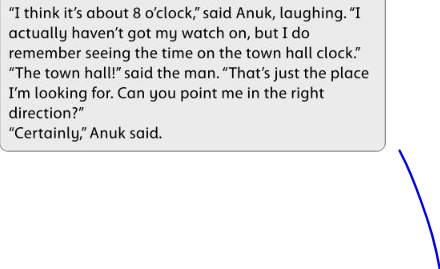 “I think it’s about 8 o’clock,” said Anuk, laughing. “I
actually haven’t got my watch on, but I do
remember seeing the time on the town hall clock.”
“The town hall!” said the man. “That’s just the place
I’m looking for. Can you point me in the right
direction?”
“Certainly,” Anuk said.